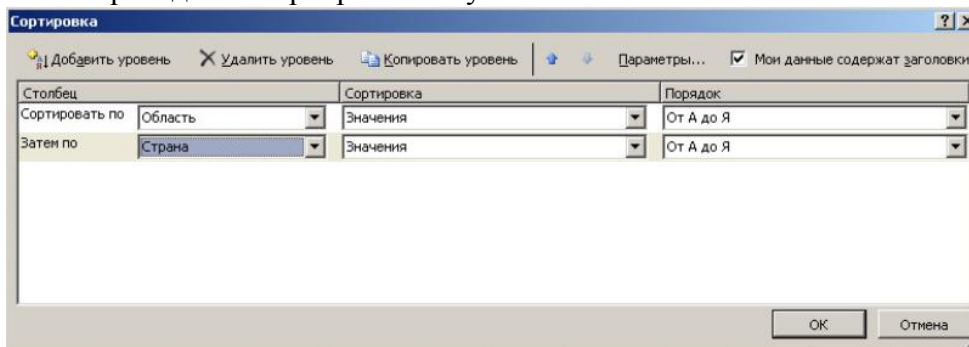 Сортировка
Добавить уровень Удалить уровень Копировать уровень Параметры... Мои данные содержат заголовки
Столбец Сортировка Порядок
Сортировать по Область Значения От А до Я
Затем по Страна Значения От А до Я
ОК Отмена